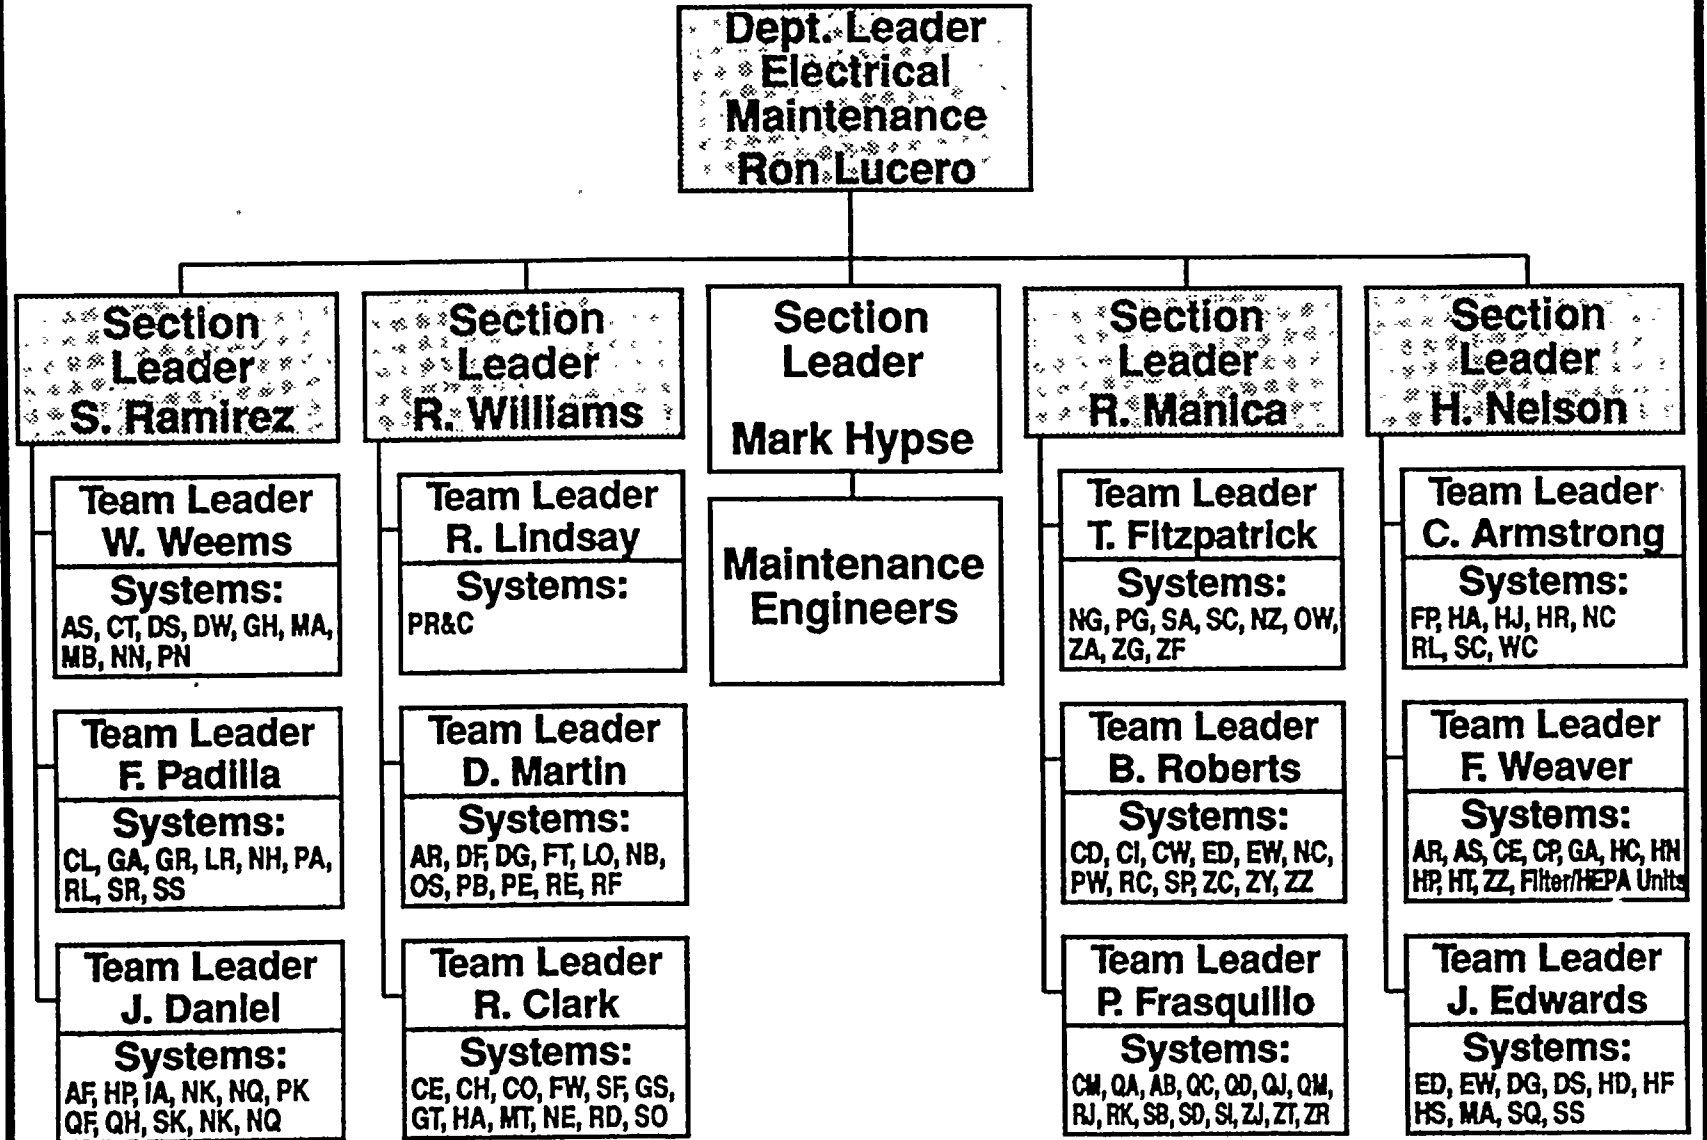 Dept. Leader
Electrical
Maintenance
Ron Lucero
Section
Leader
S. Ramirez
Team Leader
W. Weems
Systems:
AS, CT, DS, DW, GH, MA,
MB, NN, PN
Team Leader
F. Padilla
Systems:
CL, GA, GR, LR, NH, PA,
RL, SR, SS
Team Leader
J. Daniel
Systems:
AF, HP, IA, NK, NQ, PK
QF, QH, SK, NK, NQ
Section
Leader
R. Williams
Team Leader
R. Lindsay
Systems:
PR&C
Team Leader
D. Martin
Systems:
AR, DF, DG, FT, LO, NB,
OS, PB, PE, RE, RF
Team Leader
R. Clark
Systems:
CE, CH, CO, FW, SF, GS,
GT, HA, MT, NE, RD, SO
Section
Leader
Mark Hypse
Maintenance
Engineers
Section
Leader
R. Manica
Team Leader
T. Fitzpatrick
Systems:
NG, PG, SA, SC, NZ, OW,
ZA, ZG, ZF
Team Leader
B. Roberts
Systems:
CD, CI, CW, ED, EW, NC,
PW, RC, SP, ZC, ZY, ZZ
Team Leader
P. Frasquillo
Systems:
CM, QA, AB, QC, QD, QJ, QM,
RJ, RK, SB, SD, SI, ZJ, ZT, ZR
Section
Leader
H. Nelson
Team Leader
C. Armstrong
Systems:
FP, HA, HJ, HR, NC
RL, SC, WC
Team Leader
F. Weaver
Systems:
AR, AS, CE, CP, GA, HC, HN
HP, HT, ZZ, Filter/HEPA Units
Team Leader
J. Edwards
Systems:
ED, EW, DG, DS, HD, HF
HS, MA, SQ, SS